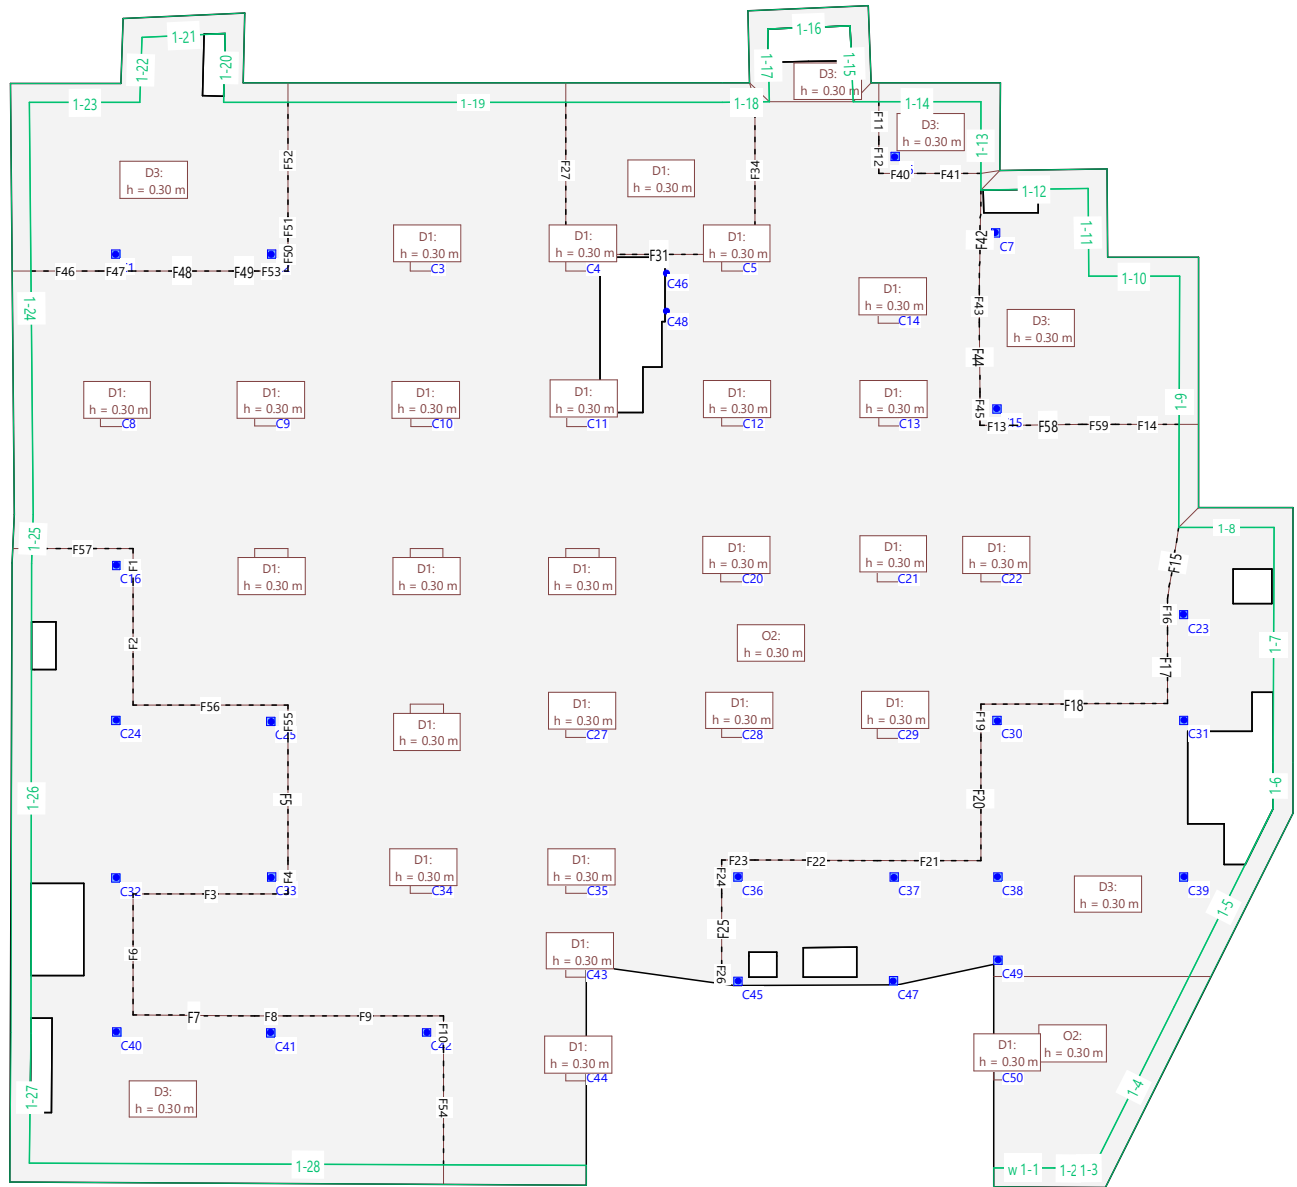 1-16
1-21
1-22
1-20
1-17
1-15
D3:
h = 0.30 m
1-23
1-19
1-18
1-14
F11
D3:
h = 0.30 m
1-13
F52
F12
D3:
h = 0.30 m
F27
D1:
h = 0.30 m
F34
F40
F41
1-12
F51
D1:
h = 0.30 m
C3
D1:
h = 0.30 m
C4
D1:
h = 0.30 m
C5
F42
C7
1-11
F50
F31
F46
F47
F48
F49
F53
C46
1-10
1-24
D1:
h = 0.30 m
C14
F43
C48
D3:
h = 0.30 m
F44
D1:
h = 0.30 m
C8
D1:
h = 0.30 m
C9
D1:
h = 0.30 m
C10
D1:
h = 0.30 m
C11
D1:
h = 0.30 m
C12
D1:
h = 0.30 m
C13
F45
1-9
F13
F58
F59
F14
1-25
F57
F1
C16
D1:
h = 0.30 m
D1:
h = 0.30 m
D1:
h = 0.30 m
D1:
h = 0.30 m
C20
D1:
h = 0.30 m
C21
D1:
h = 0.30 m
C22
1-8
F15
F16
C23
F2
O2:
h = 0.30 m
1-7
F17
F56
F55
C24
C25
D1:
h = 0.30 m
D1:
h = 0.30 m
C27
D1:
h = 0.30 m
C28
D1:
h = 0.30 m
C29
F18
F19
C30
C31
1-26
F5
F20
1-6
F23
F22
F21
C32
F3
F4
C33
D1:
h = 0.30 m
C34
D1:
h = 0.30 m
C35
F24
C36
C37
C38
D3:
h = 0.30 m
C39
1-5
F6
F25
D1:
h = 0.30 m
C43
F26
C45
C47
C49
F7
F8
F9
F10
C40
C41
C42
D1:
h = 0.30 m
C44
D1:
h = 0.30 m
C50
O2:
h = 0.30 m
1-27
D3:
h = 0.30 m
F54
1-4
1-28
w 1-1
1-2
1-3